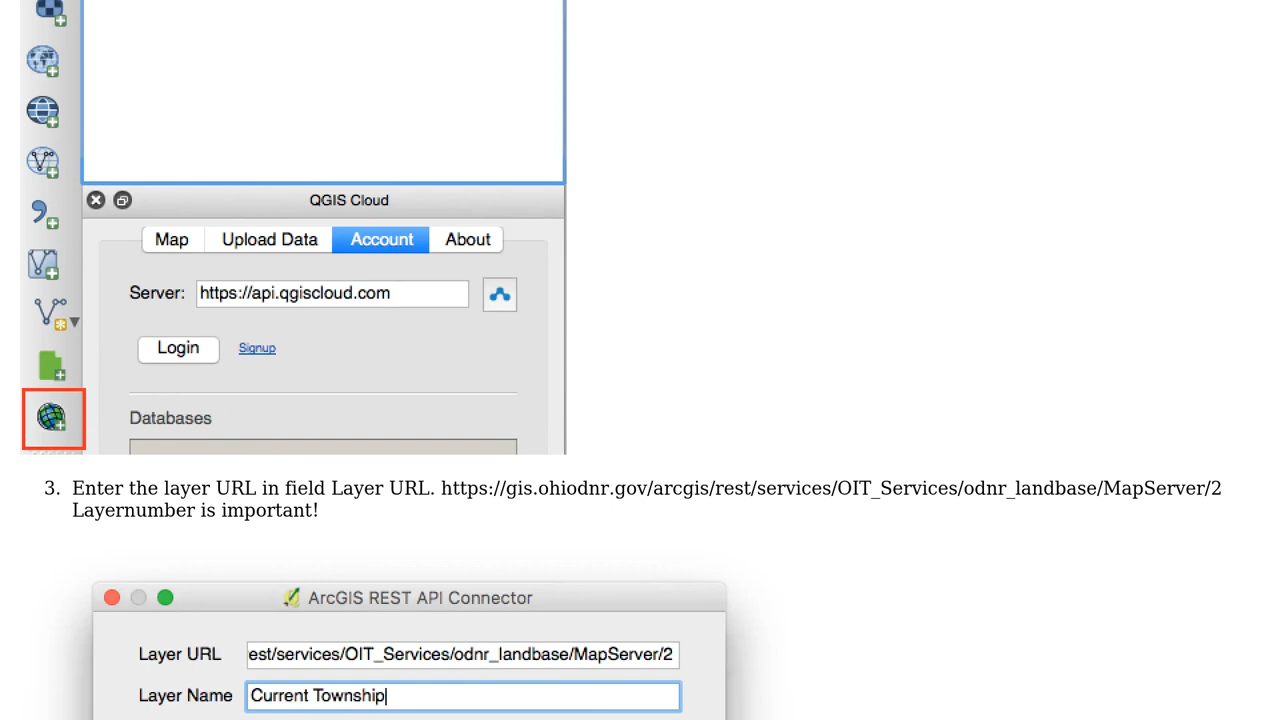 QGIS Cloud
Map Upload Data Account About
Server: https://api.qgiscloud.com
Login Signup
Databases
3. Enter the layer URL in field Layer URL. https://gis.ohiodnr.gov/arcgis/rest/services/OIT_Services/odnr_landbase/MapServer/2
Layernumber is important!
ArcGIS REST API Connector
Layer URL est/services/OIT_Services/odnr_landbase/MapServer/2
Layer Name Current Township